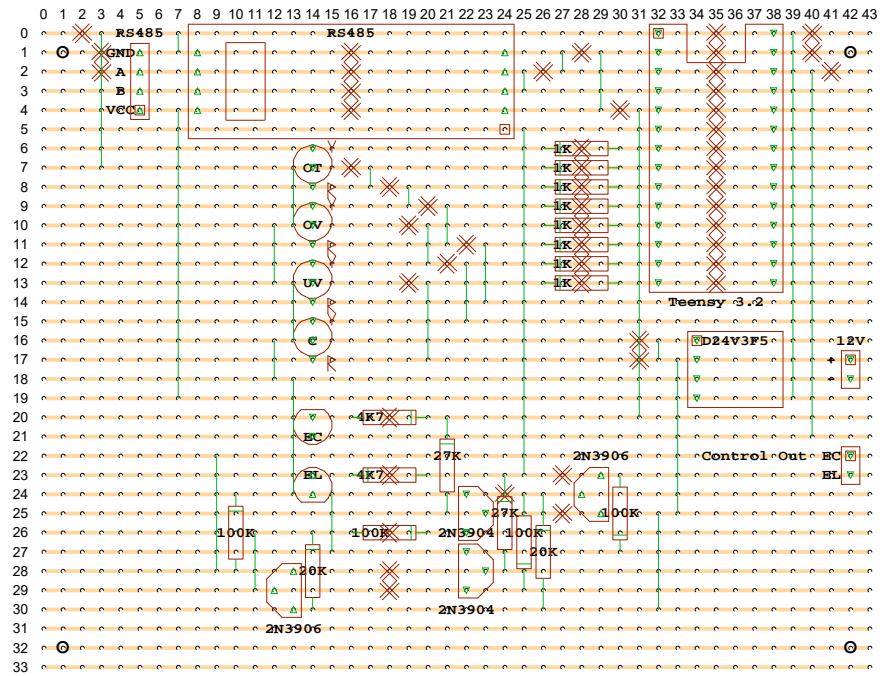 0 1 2 3 4 5 6 7 8 9 10 11 12 13 14 15 16 17 18 19 20 21 22 23 24 25 26 27 28 29 30 31 32 33 34 35 36 37 38 39 40 41 42 43
0 RS485 RS485
1 GND
2 A
3 B
4 VCC
5
6 1K
7 OT 1K
8 1K
9 1K
10 OV 1K
11 1K
12 1K
13 UV 1K
14 Teensy 3.2
15
16 C D24V3F5 12V
17 +
18 -
19
20 4K7
21 EC
22 27K 2N3906 Control Out EC
23 EL 4K7 EL
24
25 27K 100K
26 100K 100K 2N3904 100K
27 20K
28 20K
29
30 2N3904
31 2N3906
32
33